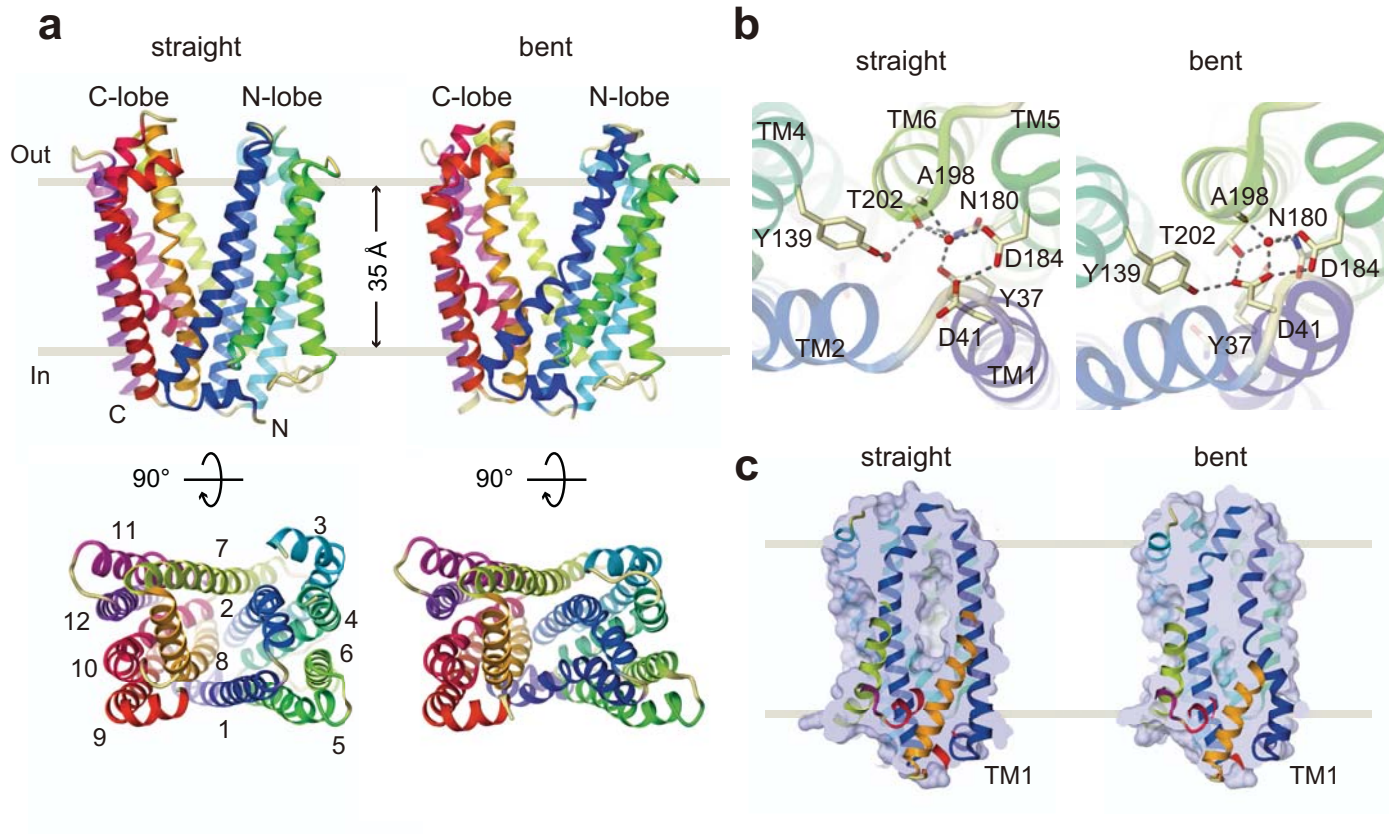 a
straight
bent
C-lobe
N-lobe
C-lobe
N-lobe
Out
35 Å
In
C
N
90°
90°
11
7
3
12
2
4
10
8
6
9
1
5
b
straight
bent
TM4
TM6
TM5
A198
T202
N180
Y139
D184
Y37
D41
TM2
TM1
A198
N180
T202
Y139
D184
D41
Y37
c
straight
bent
TM1
TM1